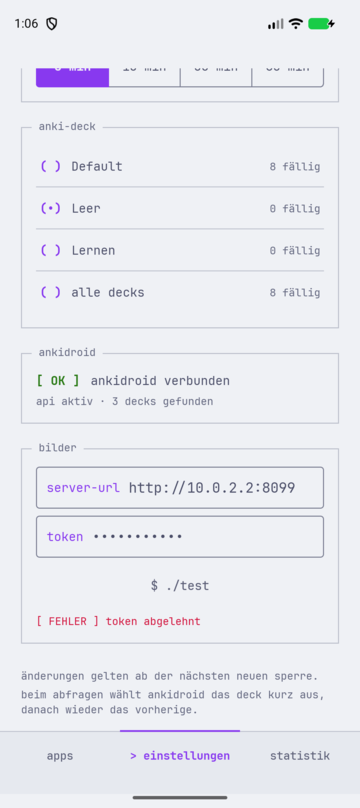 1:06
anki-deck
( ) Default 8 fällig
(•) Leer 0 fällig
( ) Lernen 0 fällig
( ) alle decks 8 fällig
ankidroid
[ OK ] ankidroid verbunden
api aktiv · 3 decks gefunden
bilder
server-url http://10.0.2.2:8099
token •••••••••••
$ ./test
[ FEHLER ] token abgelehnt
änderungen gelten ab der nächsten neuen sperre.
beim abfragen wählt ankidroid das deck kurz aus,
danach wieder das vorherige.
apps > einstellungen statistik